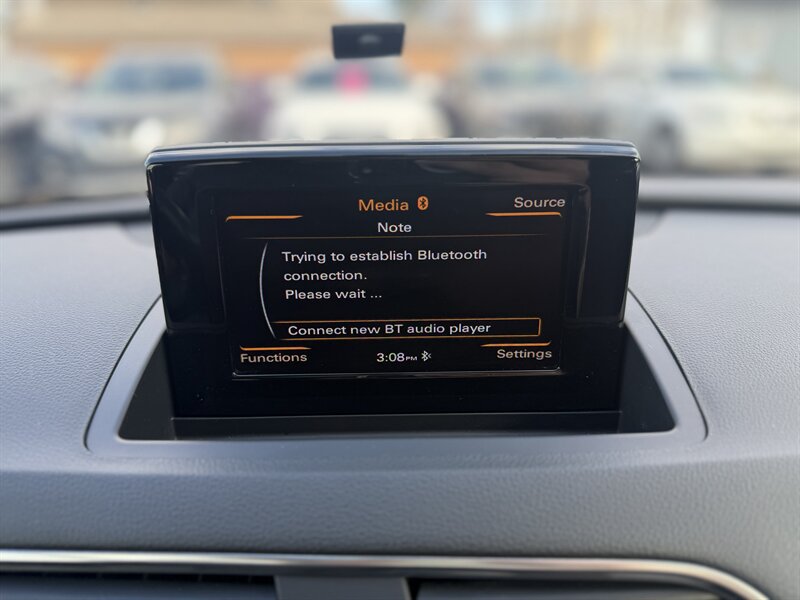 Media
Source
Note
Trying to establish Bluetooth
connection.
Please wait ...
Connect new BT audio player
Functions
3:08PM
Settings